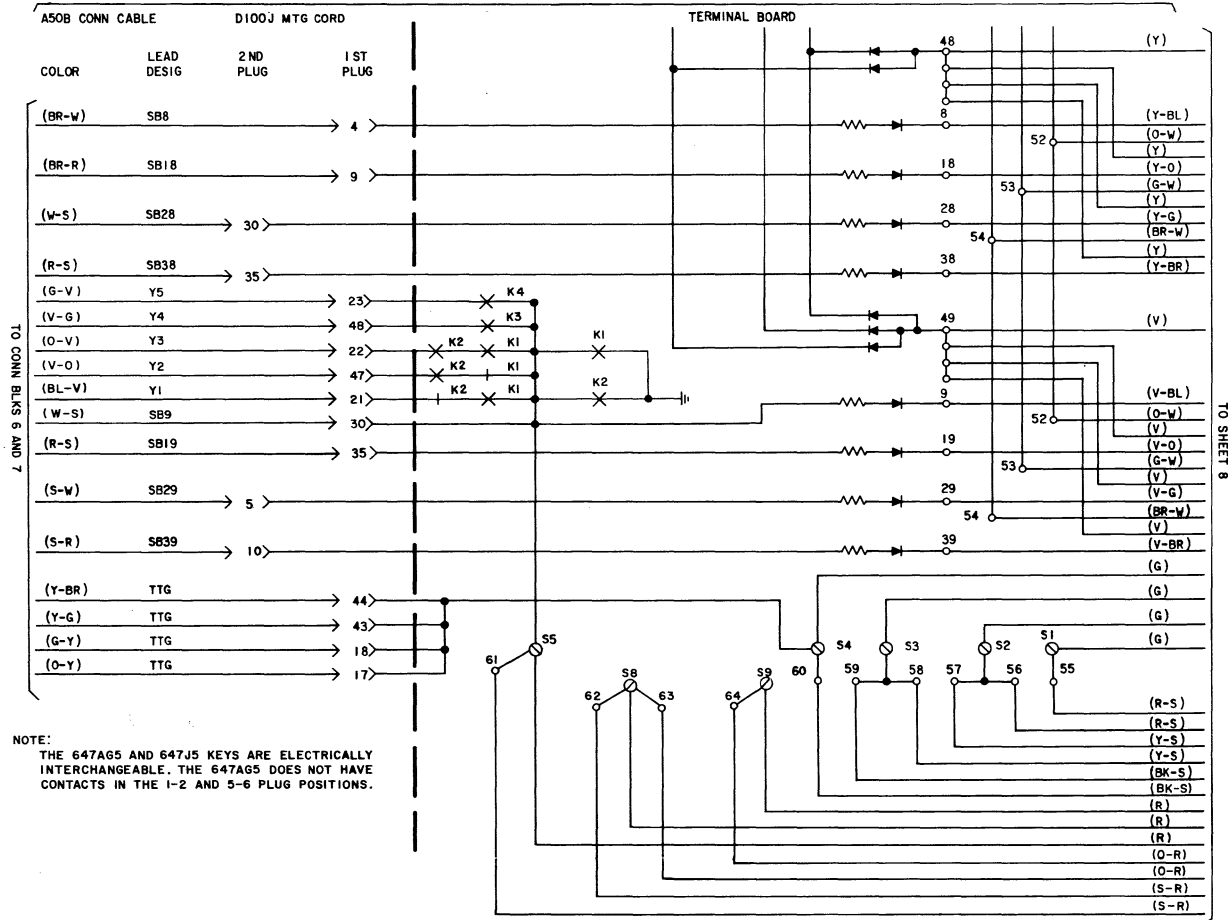 A50B CONN CABLE D100J MTG CORD TERMINAL BOARD
COLOR LEAD DESIG 2ND PLUG 1ST PLUG
48 (Y)
(BR-W) SB8 4 8 (Y-BL)
52 (O-W)
(Y)
(BR-R) SB18 9 18 (Y-O)
53 (G-W)
(Y)
(W-S) SB28 30 28 (Y-G)
54 (BR-W)
(Y)
(R-S) SB38 35 38 (Y-BR)
(G-V) Y5 23 K4
(V-G) Y4 48 K3 49 (V)
(O-V) Y3 22 K2 K1 K1
(V-O) Y2 47 K2 K1
(BL-V) Y1 21 K2 K1 K2
9 (V-BL)
(W-S) SB9 30 52 (O-W)
(V)
(R-S) SB19 35 19 (V-O)
53 (G-W)
(V)
(S-W) SB29 5 29 (V-G)
54 (BR-W)
(V)
(S-R) SB39 10 39 (V-BR)
(G)
(Y-BR) TTG 44 (G)
(Y-G) TTG 43 (G)
(G-Y) TTG 18 S5 S4 S3 S2 S1 (G)
(O-Y) TTG 17 61 S8 S9 60 59 58 57 56 55
62 63 64 (R-S)
(R-S)
(Y-S)
(Y-S)
(BK-S)
(BK-S)
(R)
(R)
(R)
(O-R)
(O-R)
(S-R)
(S-R)
TO CONN BLKS 6 AND 7
TO SHEET 8
NOTE:
THE 647AG5 AND 647J5 KEYS ARE ELECTRICALLY
INTERCHANGEABLE. THE 647AG5 DOES NOT HAVE
CONTACTS IN THE 1-2 AND 5-6 PLUG POSITIONS.